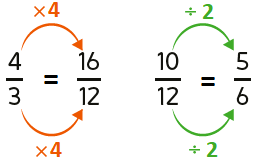 ×4 ÷ 2
4/3 = 16/12 10/12 = 5/6
×4 ÷ 2